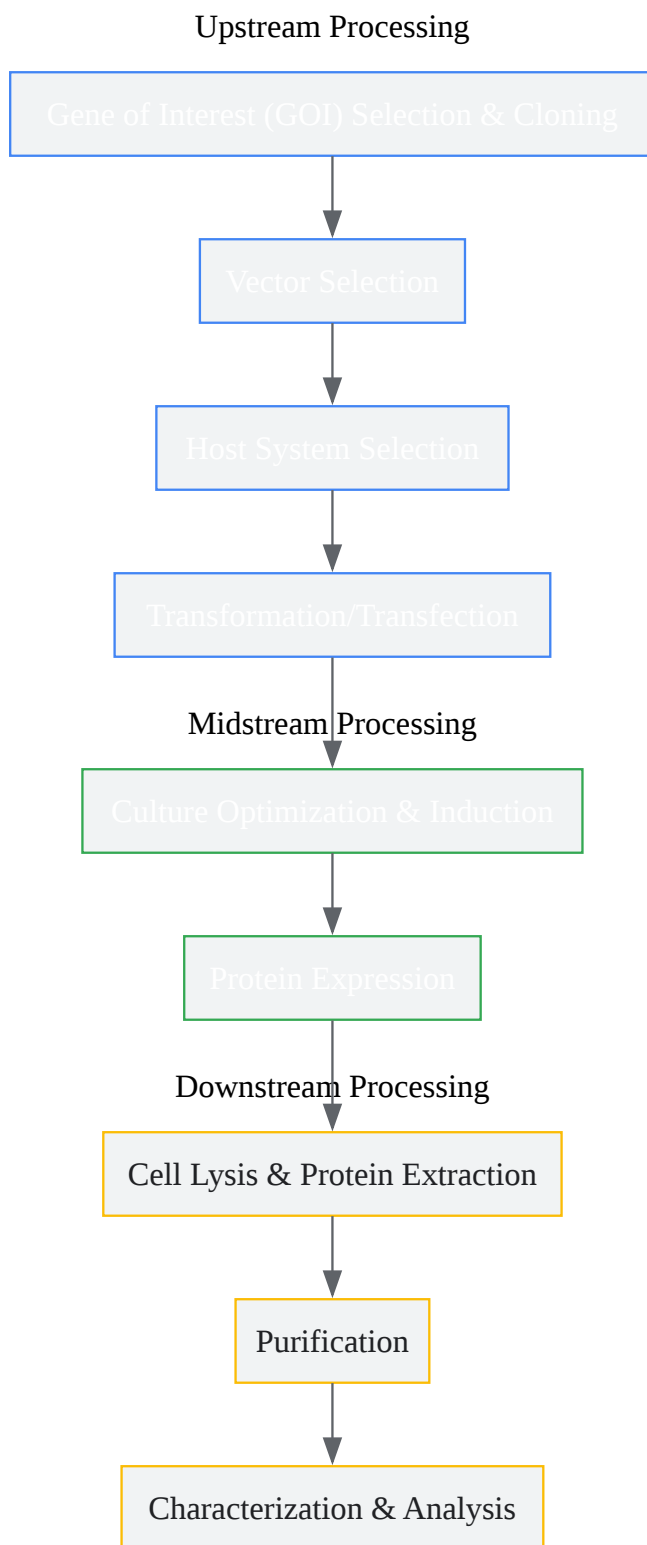 Upstream Processing
Gene of Interest (GOI) Selection & Cloning
Vector Selection
Host System Selection
Transformation/Transfection
Midstream Processing
Culture Optimization & Induction
Protein Expression
Downstream Processing
Cell Lysis & Protein Extraction
Purification
Characterization & Analysis